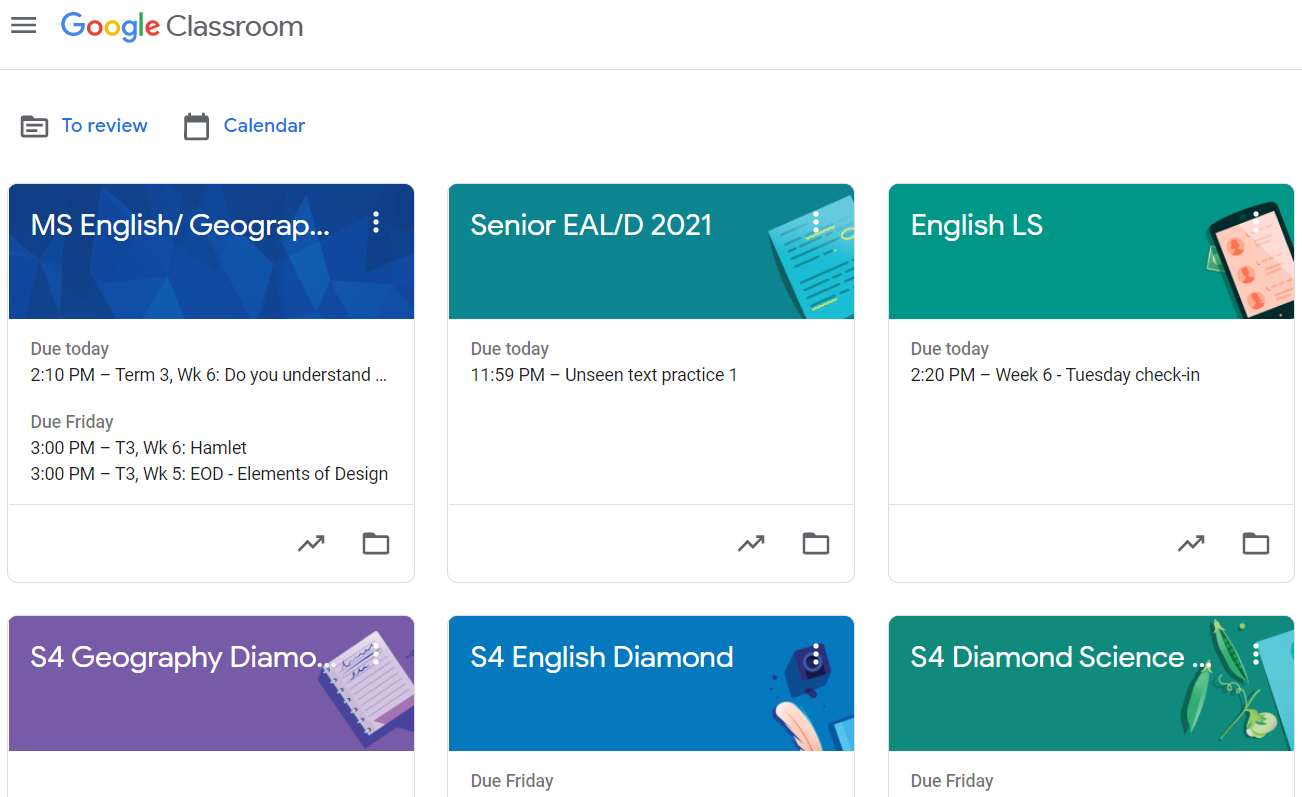 Google Classroom
To review
Calendar
MS English/ Geograp...
Senior EAL/D 2021
English LS
Due today
2:10 PM – Term 3, Wk 6: Do you understand ...
Due Friday
3:00 PM – T3, Wk 6: Hamlet
3:00 PM – T3, Wk 5: EOD - Elements of Design
Due today
11:59 PM – Unseen text practice 1
Due today
2:20 PM – Week 6 - Tuesday check-in
S4 Geography Diamo...
S4 English Diamond
S4 Diamond Science ...
Due Friday
Due Friday